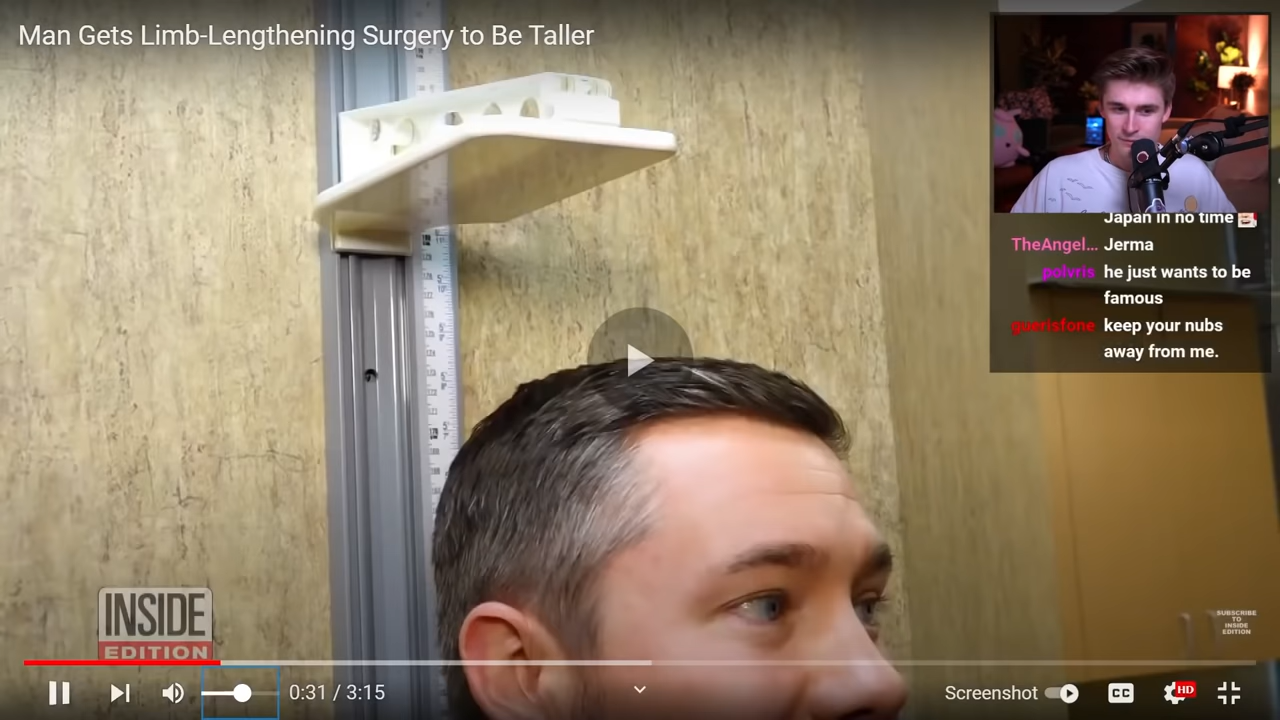 Man Gets Limb-Lengthening Surgery to Be Taller
Japan in no time
TheAngel... Jerma
polvris he just wants to be
famous
guerisfone keep your nubs
away from me.
INSIDE
EDITION
SUBSCRIBE
TO
INSIDE
EDITION
0:31 / 3:15
Screenshot
CC
HD